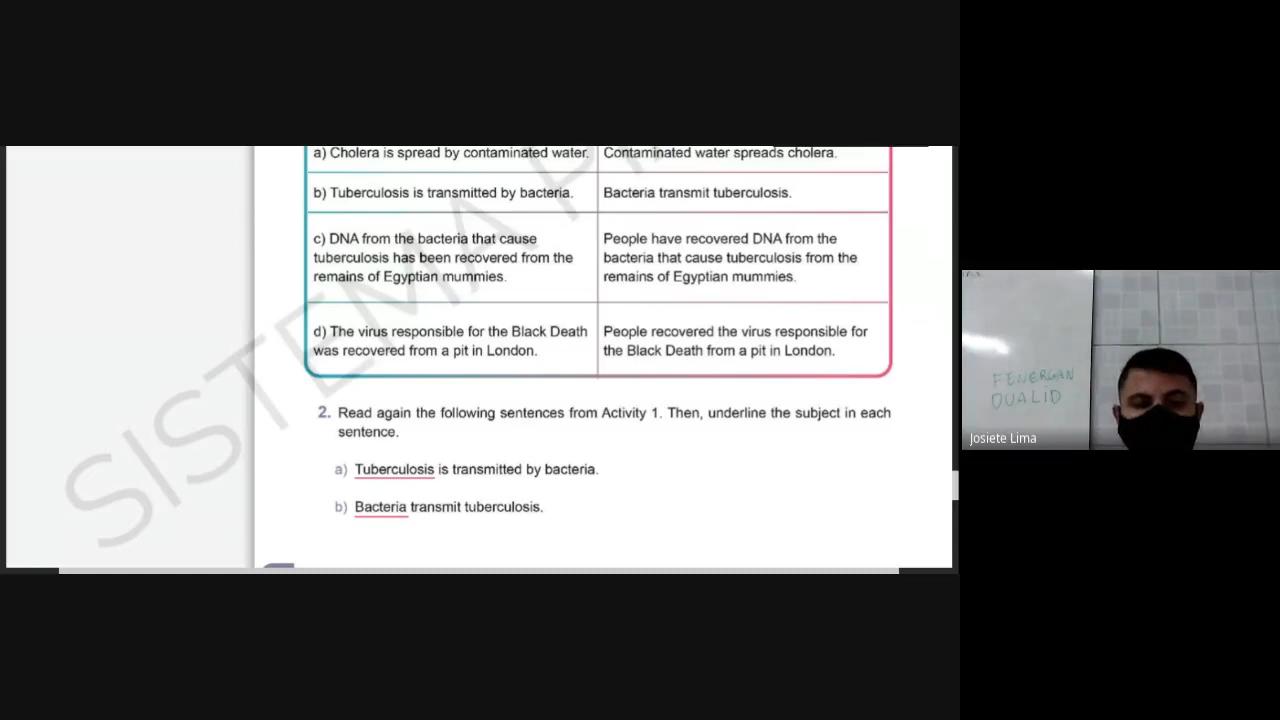 a) Cholera is spread by contaminated water.
Contaminated water spreads cholera.
b) Tuberculosis is transmitted by bacteria.
Bacteria transmit tuberculosis.
c) DNA from the bacteria that cause
tuberculosis has been recovered from the
remains of Egyptian mummies.
People have recovered DNA from the
bacteria that cause tuberculosis from the
remains of Egyptian mummies.
d) The virus responsible for the Black Death
was recovered from a pit in London.
People recovered the virus responsible for
the Black Death from a pit in London.
2. Read again the following sentences from Activity 1. Then, underline the subject in each
sentence.
a) Tuberculosis is transmitted by bacteria.
b) Bacteria transmit tuberculosis.
SISTEMA
FENERGAN
DUALID
Josiete Lima